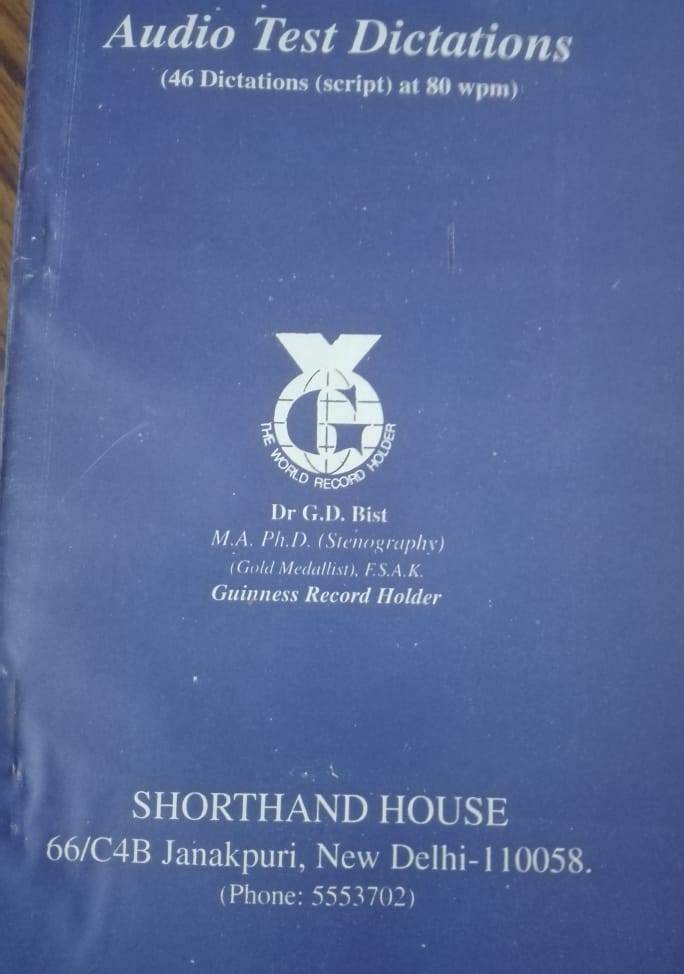 Audio Test Dictations
(46 Dictations (script) at 80 wpm)
G
THE WORLD RECORD HOLDER
Dr G.D. Bist
M.A. Ph.D. (Stenography)
(Gold Medallist), F.S.A.K.
Guinness Record Holder
SHORTHAND HOUSE
66/C4B Janakpuri, New Delhi-110058.
(Phone: 5553702)